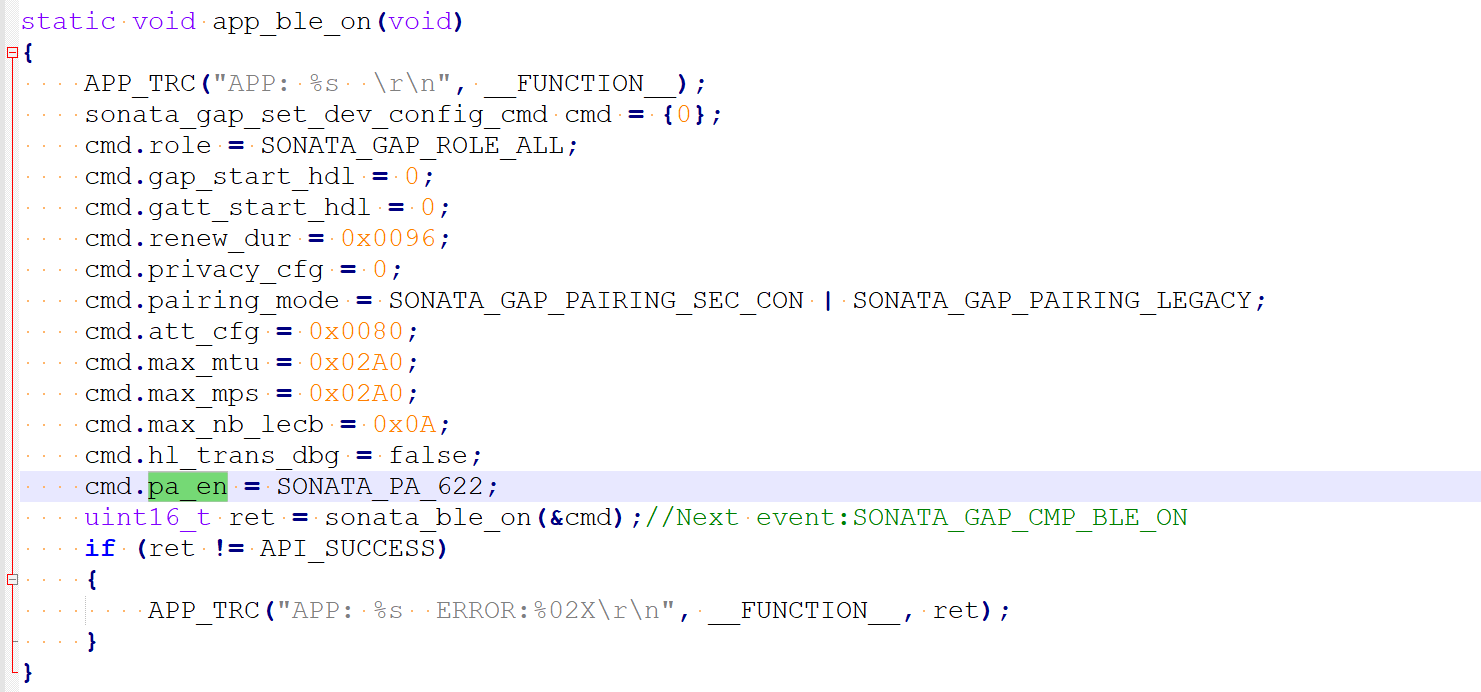 static void app_ble_on(void)
{
    APP_TRC("APP: %s  \r\n", __FUNCTION__);
    sonata_gap_set_dev_config_cmd cmd = {0};
    cmd.role = SONATA_GAP_ROLE_ALL;
    cmd.gap_start_hdl = 0;
    cmd.gatt_start_hdl = 0;
    cmd.renew_dur = 0x0096;
    cmd.privacy_cfg = 0;
    cmd.pairing_mode = SONATA_GAP_PAIRING_SEC_CON | SONATA_GAP_PAIRING_LEGACY;
    cmd.att_cfg = 0x0080;
    cmd.max_mtu = 0x02A0;
    cmd.max_mps = 0x02A0;
    cmd.max_nb_lecb = 0x0A;
    cmd.hl_trans_dbg = false;
    cmd.pa_en = SONATA_PA_622;
    uint16_t ret = sonata_ble_on(&cmd);//Next event:SONATA_GAP_CMP_BLE_ON
    if (ret != API_SUCCESS)
    {
        APP_TRC("APP: %s  ERROR:%02X\r\n", __FUNCTION__, ret);
    }
}